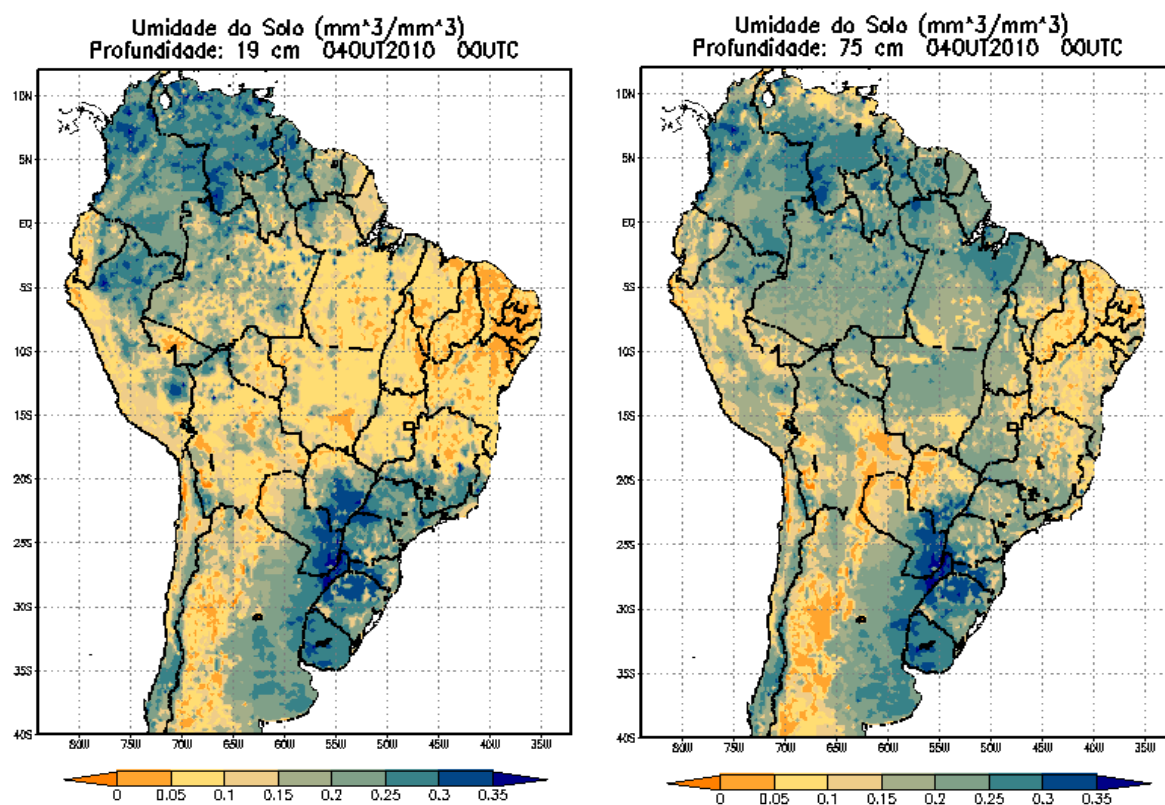 Umidade do Solo (mm^3/mm^3)
Profundidade: 19 cm 04OUT2010 00UTC
10N
5N
EQ
5S
10S
15S
20S
25S
30S
35S
40S
80W 75W 70W 65W 60W 55W 50W 45W 40W 35W
0 0.05 0.1 0.15 0.2 0.25 0.3 0.35
Umidade do Solo (mm^3/mm^3)
Profundidade: 75 cm 04OUT2010 00UTC
10N
5N
EQ
5S
10S
15S
20S
25S
30S
35S
40S
80W 75W 70W 65W 60W 55W 50W 45W 40W 35W
0 0.05 0.1 0.15 0.2 0.25 0.3 0.35